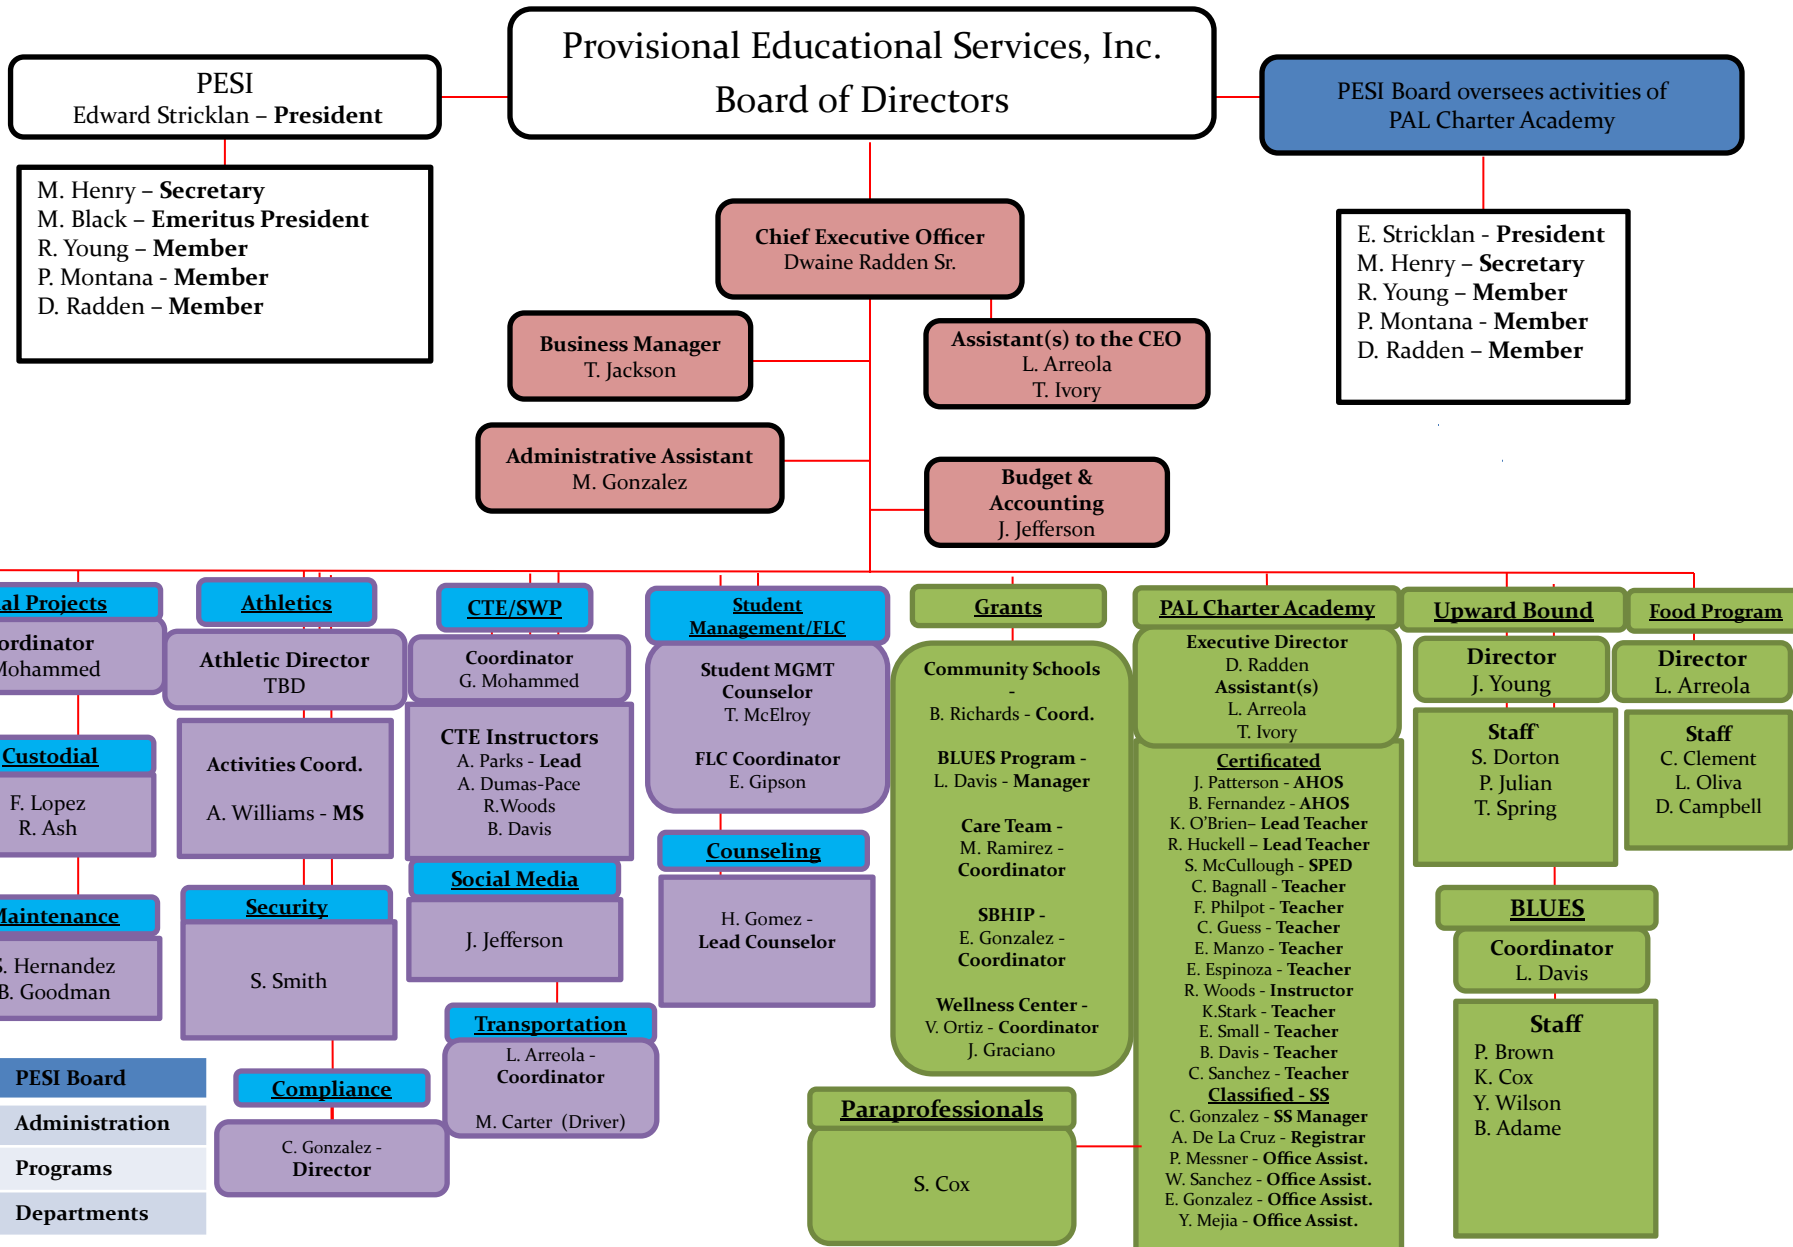 Provisional Educational Services, Inc.
Board of Directors
PESI
Edward Stricklan – President
M. Henry – Secretary
M. Black – Emeritus President
R. Young – Member
P. Montana - Member
D. Radden – Member
PESI Board oversees activities of
PAL Charter Academy
E. Stricklan - President
M. Henry – Secretary
R. Young – Member
P. Montana - Member
D. Radden – Member
Chief Executive Officer
Dwaine Radden Sr.
Business Manager
T. Jackson
Assistant(s) to the CEO
L. Arreola
T. Ivory
Administrative Assistant
M. Gonzalez
Budget &
Accounting
J. Jefferson
al Projects
ordinator
Mohammed
Custodial
F. Lopez
R. Ash
Maintenance
S. Hernandez
B. Goodman
Athletics
Athletic Director
TBD
Activities Coord.
A. Williams - MS
Security
S. Smith
Compliance
C. Gonzalez -
Director
CTE/SWP
Coordinator
G. Mohammed
CTE Instructors
A. Parks - Lead
A. Dumas-Pace
R.Woods
B. Davis
Social Media
J. Jefferson
Transportation
L. Arreola -
Coordinator
M. Carter (Driver)
Student
Management/FLC
Student MGMT
Counselor
T. McElroy
FLC Coordinator
E. Gipson
Counseling
H. Gomez -
Lead Counselor
Grants
Community Schools
-
B. Richards - Coord.
BLUES Program -
L. Davis - Manager
Care Team -
M. Ramirez -
Coordinator
SBHIP -
E. Gonzalez -
Coordinator
Wellness Center -
V. Ortiz - Coordinator
J. Graciano
Paraprofessionals
S. Cox
PAL Charter Academy
Executive Director
D. Radden
Assistant(s)
L. Arreola
T. Ivory
Certificated
J. Patterson - AHOS
B. Fernandez - AHOS
K. O'Brien– Lead Teacher
R. Huckell – Lead Teacher
S. McCullough - SPED
C. Bagnall - Teacher
F. Philpot - Teacher
C. Guess - Teacher
E. Manzo - Teacher
E. Espinoza - Teacher
R. Woods - Instructor
K.Stark - Teacher
E. Small - Teacher
B. Davis - Teacher
C. Sanchez - Teacher
Classified - SS
C. Gonzalez - SS Manager
A. De La Cruz - Registrar
P. Messner - Office Assist.
W. Sanchez - Office Assist.
E. Gonzalez - Office Assist.
Y. Mejia - Office Assist.
Upward Bound
Director
J. Young
Staff`
S. Dorton
P. Julian
T. Spring
BLUES
Coordinator
L. Davis
Staff
P. Brown
K. Cox
Y. Wilson
B. Adame
Food Program
Director
L. Arreola
Staff
C. Clement
L. Oliva
D. Campbell
PESI Board
Administration
Programs
Departments